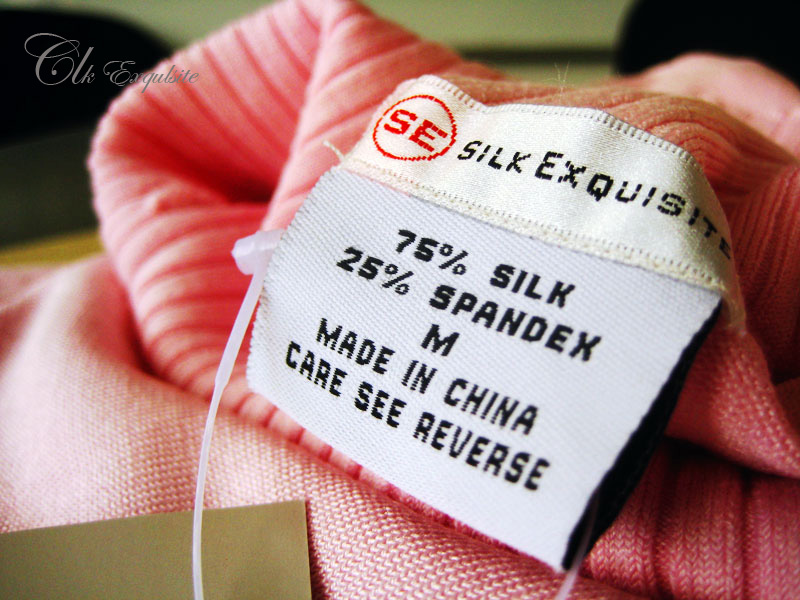 Clk Exquisite
SE SILK EXQUISITE
75% SILK
25% SPANDEX
M
MADE IN CHINA
CARE SEE REVERSE